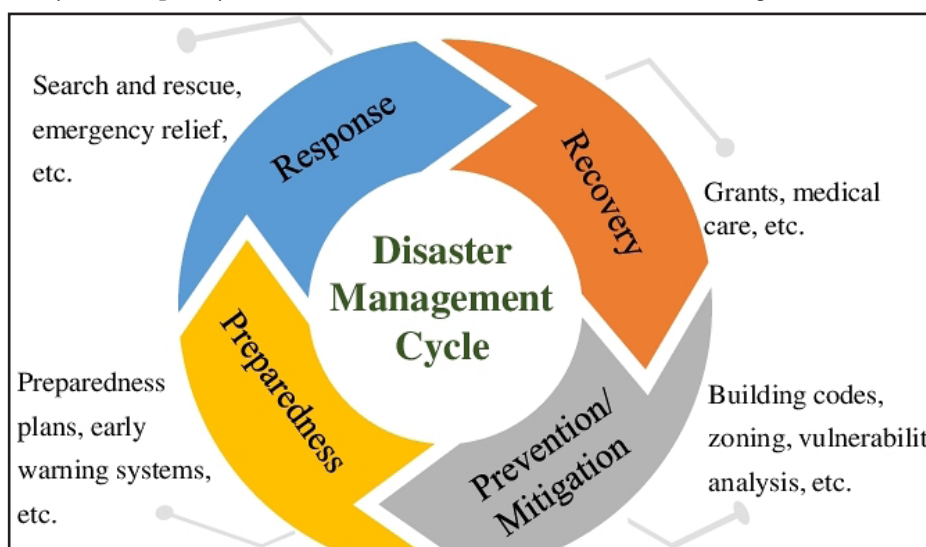 Search and rescue,
emergency relief,
etc.
Response
Recovery
Grants, medical
care, etc.
Disaster
Management
Cycle
Preparedness
Preparedness
plans, early
warning systems,
etc.
Prevention/
Mitigation
Building codes,
zoning, vulnerabilit
analysis, etc.